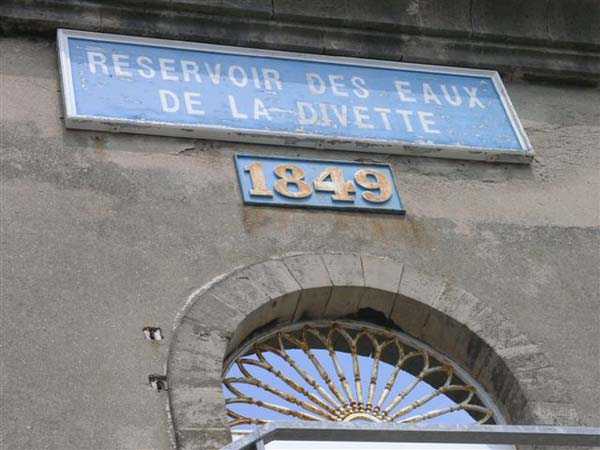 RESERVOIR DES EAUX
DE LA DIVETTE
1849